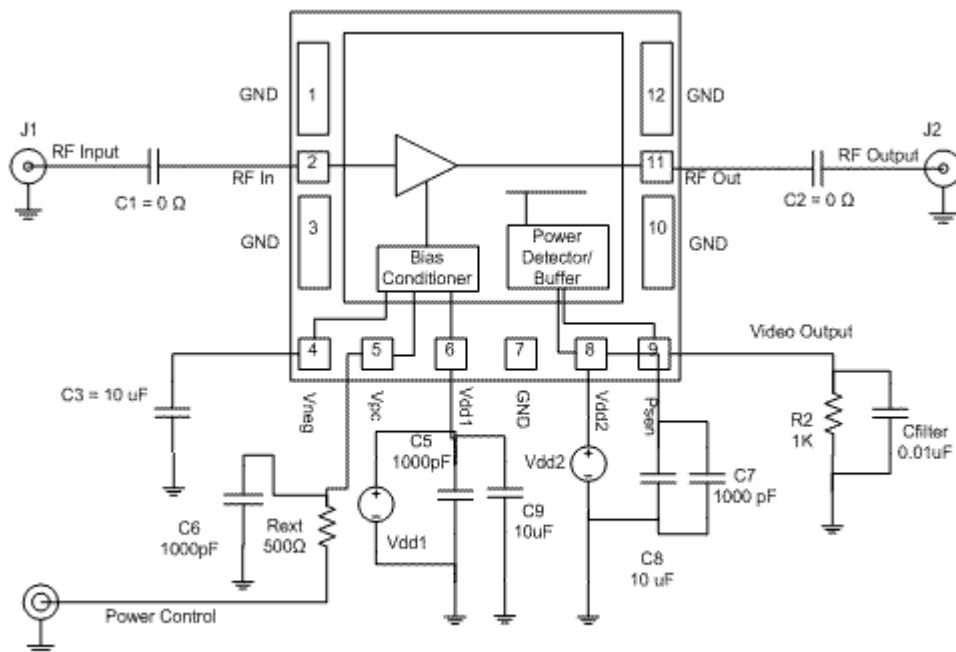 GND
1
12
GND
J1
RF Input
2
RF In
C1 = 0 Ω
11
RF Out
J2
RF Output
C2 = 0 Ω
3
GND
10
GND
Bias
Conditioner
Power
Detector/
Buffer
4
5
6
7
8
9
Video Output
Vneg
Vpc
Vdd1
GND
Vdd2
Psen
C3 = 10 uF
C5
1000pF
Vdd1
C9
10uF
Vdd2
C7
1000 pF
C8
10 uF
R2
1K
Cfilter
0.01uF
C6
1000pF
Rext
500Ω
Power Control
+
−
+
−